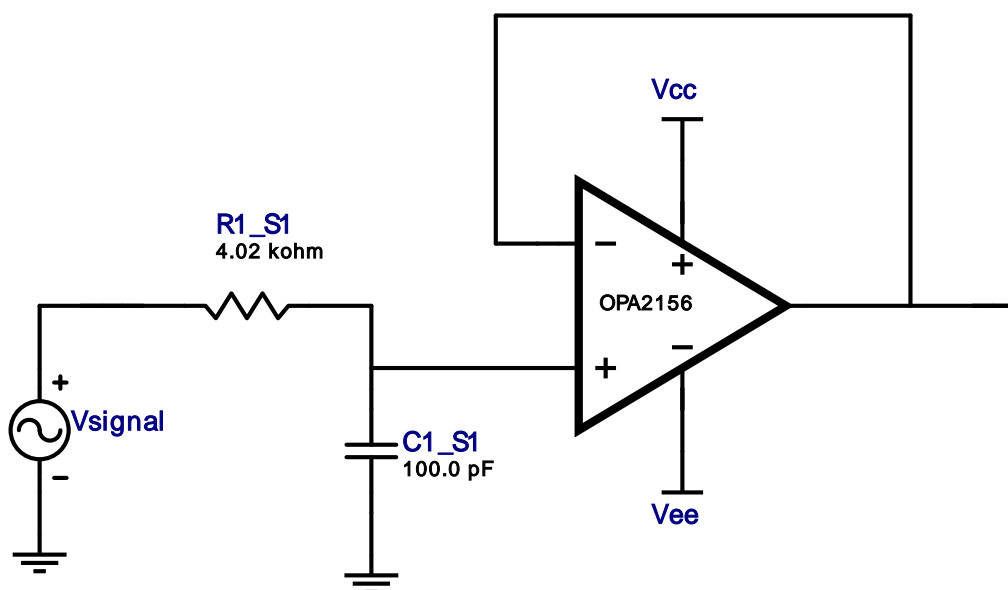 Vcc
R1_S1
4.02 kohm
−
+
OPA2156
−
+
+
Vsignal
−
C1_S1
100.0 pF
Vee